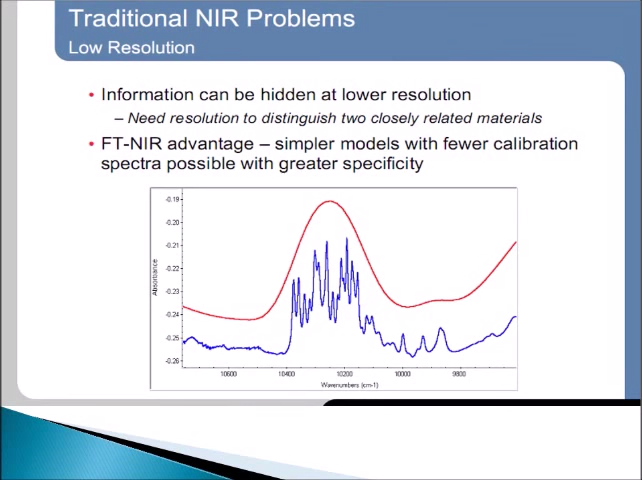 Traditional NIR Problems
Low Resolution
• Information can be hidden at lower resolution
– Need resolution to distinguish two closely related materials
• FT-NIR advantage – simpler models with fewer calibration
spectra possible with greater specificity
-0.19
-0.20
-0.21
-0.22
-0.23
-0.24
-0.25
-0.26
Absorbance
10600 10400 10200 10000 9800
Wavenumbers (cm-1)